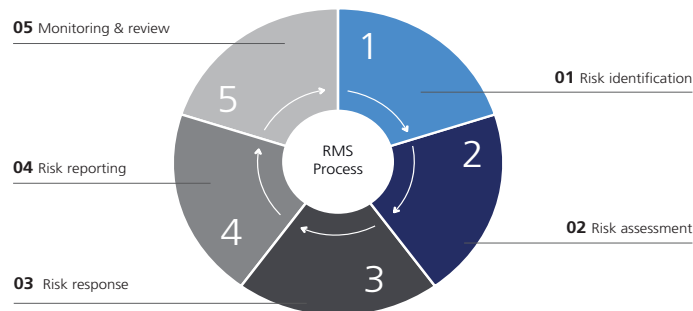 05 Monitoring & review
1
01 Risk identification
5
2
RMS
Process
04 Risk reporting
4
02 Risk assessment
3
03 Risk response